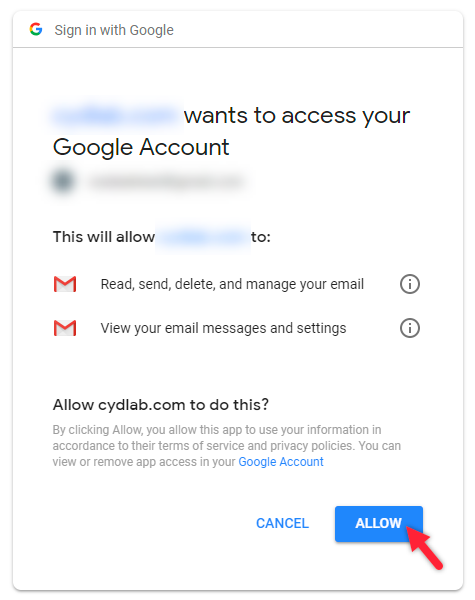 Sign in with Google
wants to access your
Google Account
This will allow to:
Read, send, delete, and manage your email
View your email messages and settings
Allow cydlab.com to do this?
By clicking Allow, you allow this app to use your information in
accordance to their terms of service and privacy policies. You can
view or remove app access in your Google Account
CANCEL
ALLOW